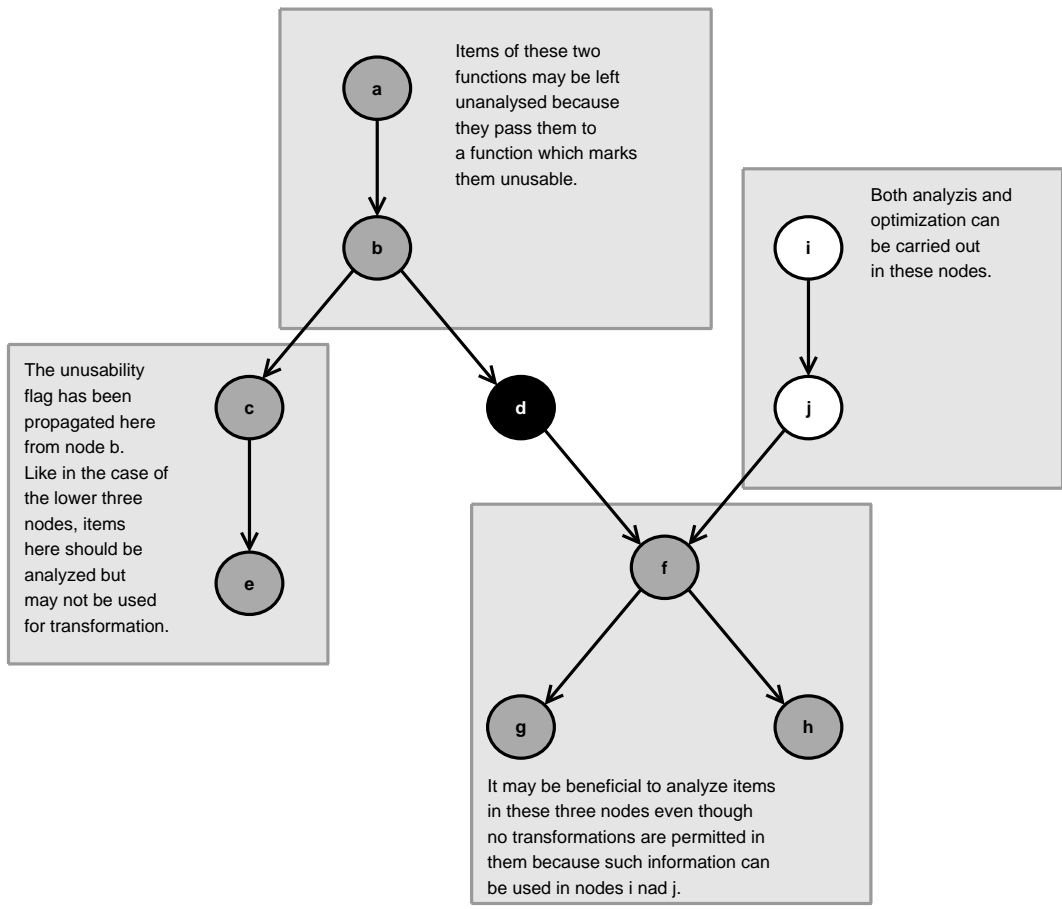 a
Items of these two
functions may be left
unanalysed because
they pass them to
a function which marks
them unusable.
b
i
Both analyzis and
optimization can
be carried out
in these nodes.
The unusability
flag has been
propagated here
from node b.
Like in the case of
the lower three
nodes, items
here should be
analyzed but
may not be used
for transformation.
c
d
j
e
f
g
h
It may be beneficial to analyze items
in these three nodes even though
no transformations are permitted in
them because such information can
be used in nodes i nad j.